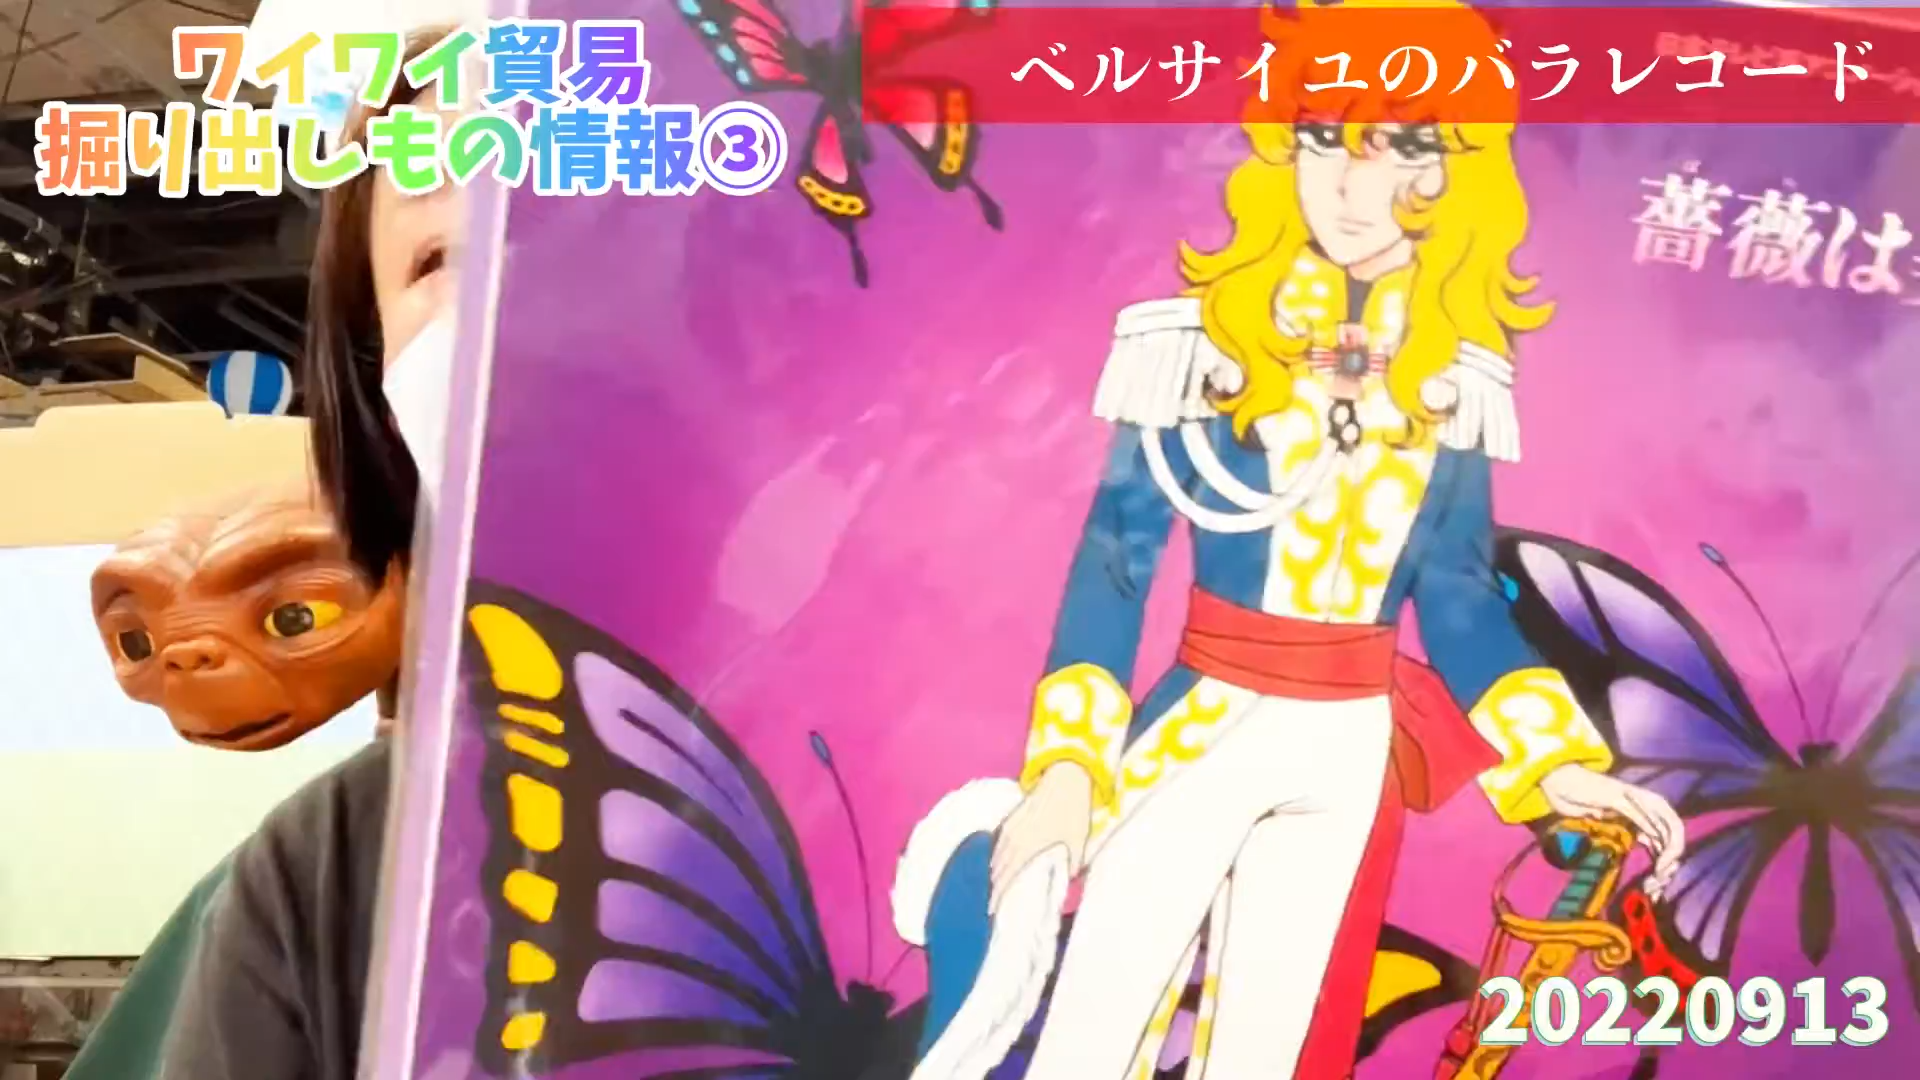 ワイワイ貿易
掘り出しもの情報③
ベルサイユのバラレコード
薔薇は
20220913